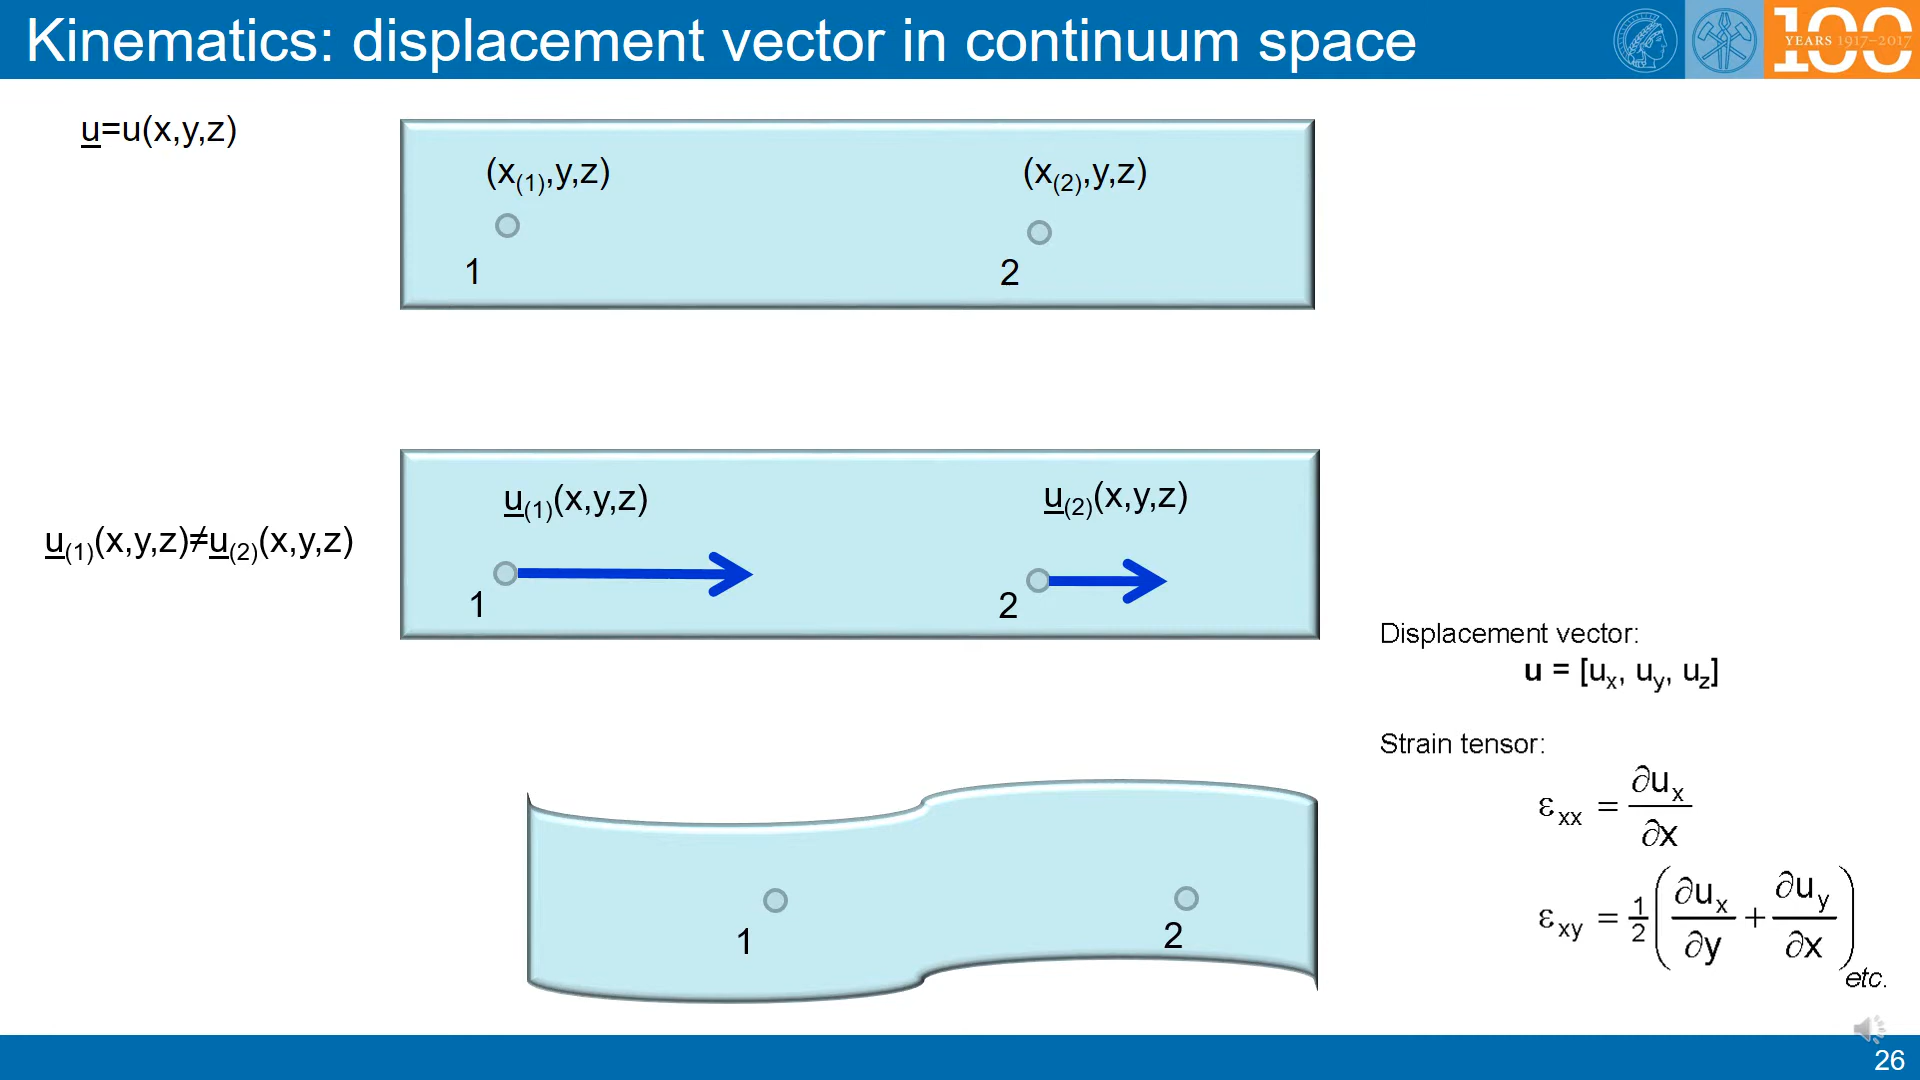 Kinematics: displacement vector in continuum space
100
YEARS 1917–2017
u=u(x,y,z)
(x(1),y,z)
(x(2),y,z)
1
2
u(1)(x,y,z)≠u(2)(x,y,z)
u(1)(x,y,z)
u(2)(x,y,z)
1
2
Displacement vector:
u = [ux, uy, uz]
Strain tensor:
εxx = ∂ux/∂x
εxy = 1/2 (∂ux/∂y + ∂uy/∂x)
etc.
1
2
26